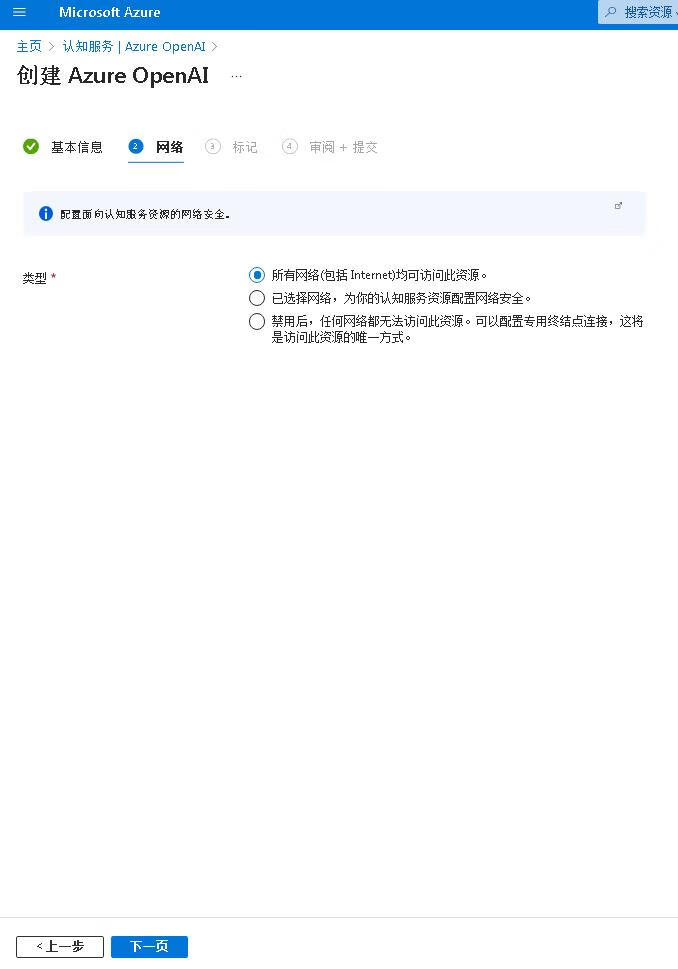 Microsoft Azure
搜索资源
主页 > 认知服务 | Azure OpenAI >
创建 Azure OpenAI ...
基本信息 2 网络 3 标记 4 审阅 + 提交
配置面向认知服务资源的网络安全。
类型 * 所有网络(包括 Internet)均可访问此资源。
已选择网络，为你的认知服务资源配置网络安全。
禁用后，任何网络都无法访问此资源。可以配置专用终结点连接，这将
是访问此资源的唯一方式。
<上一步 下一页